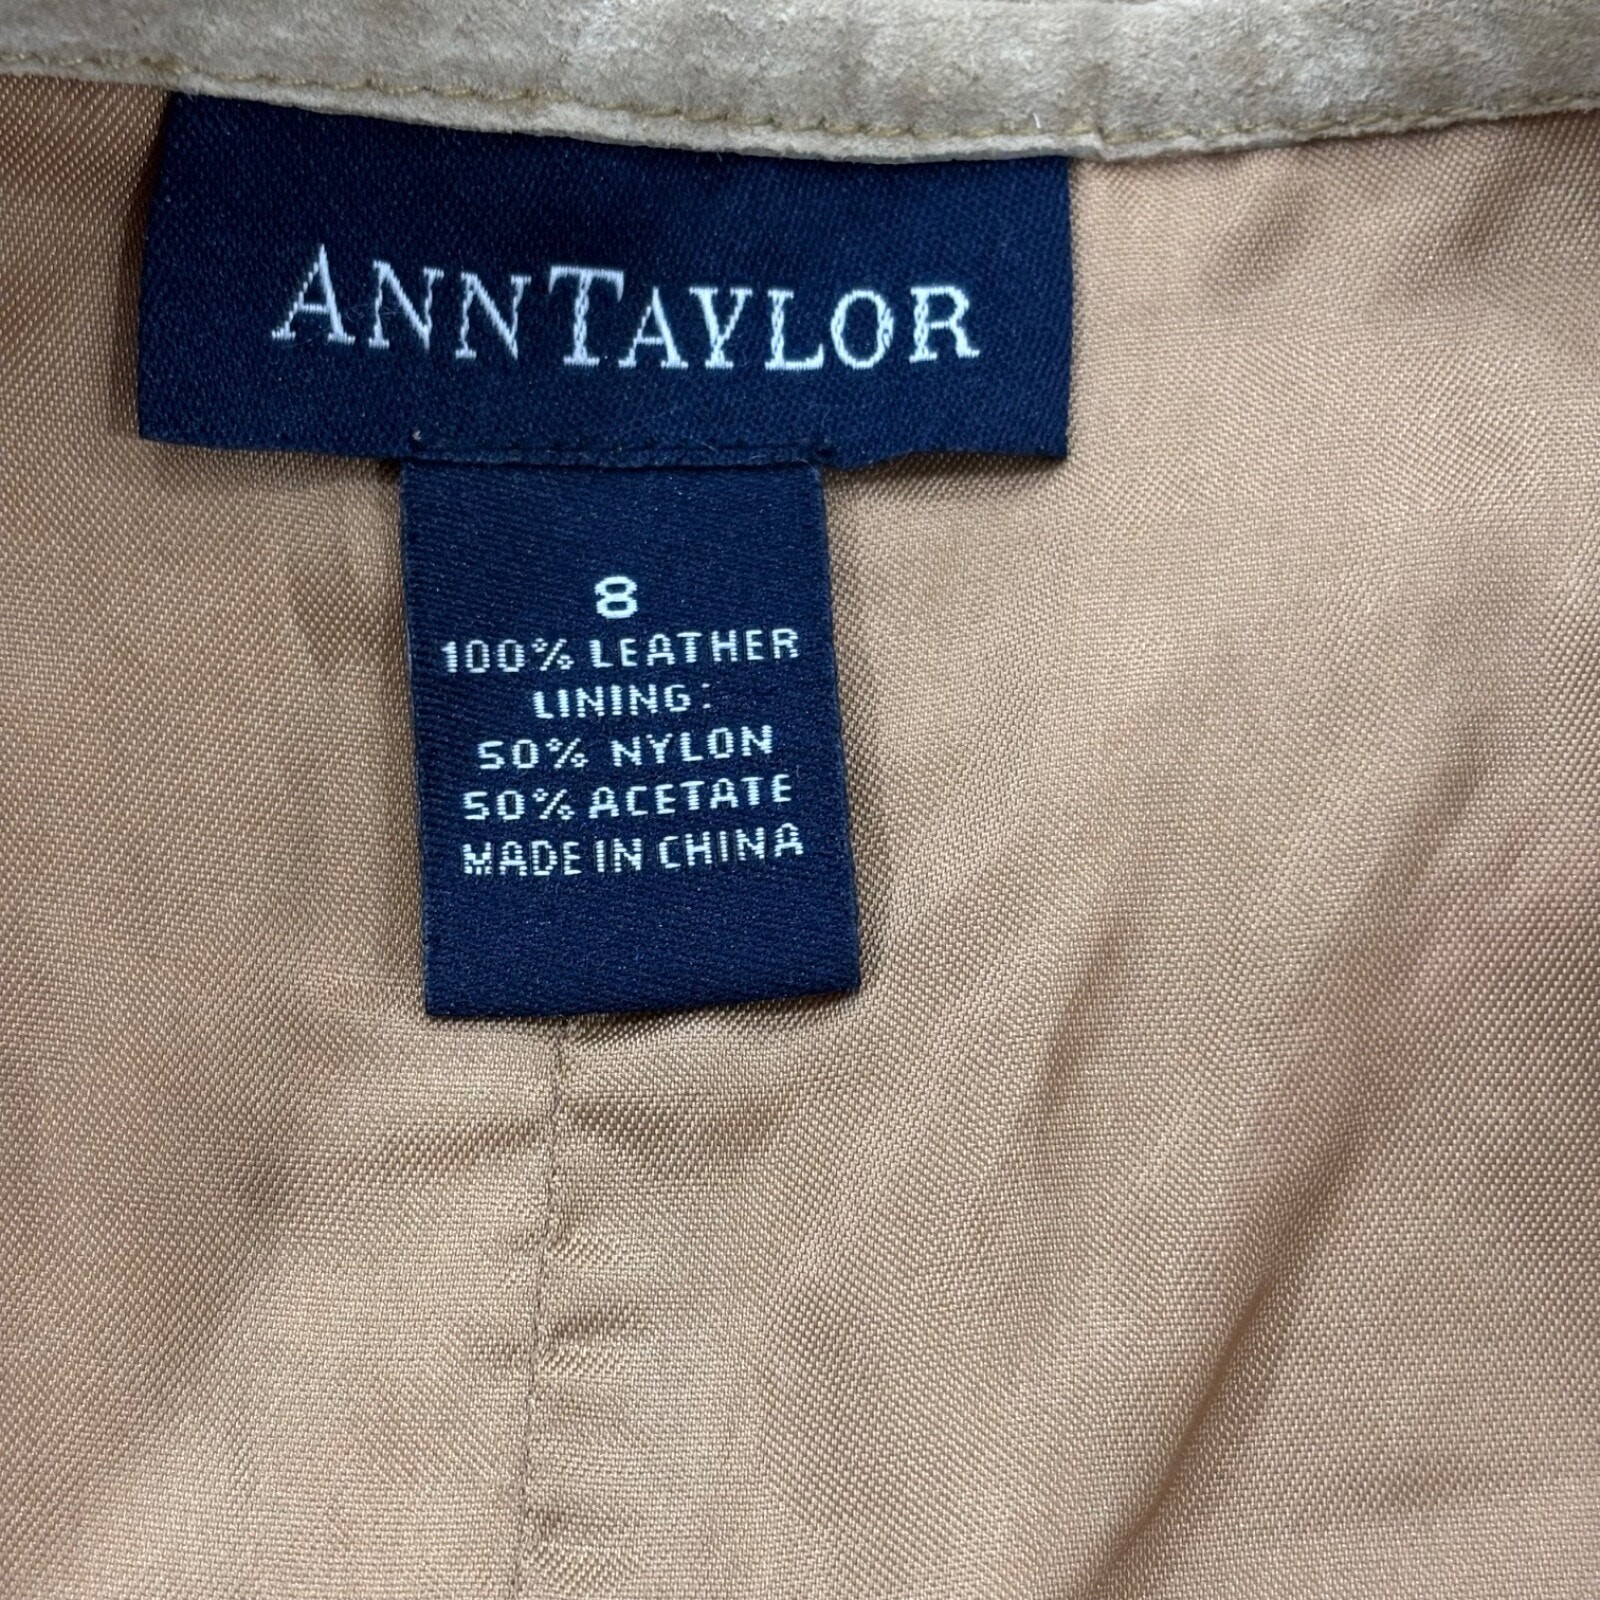 ANNTAYLOR
8
100% LEATHER
LINING:
50% NYLON
50% ACETATE
MADE IN CHINA